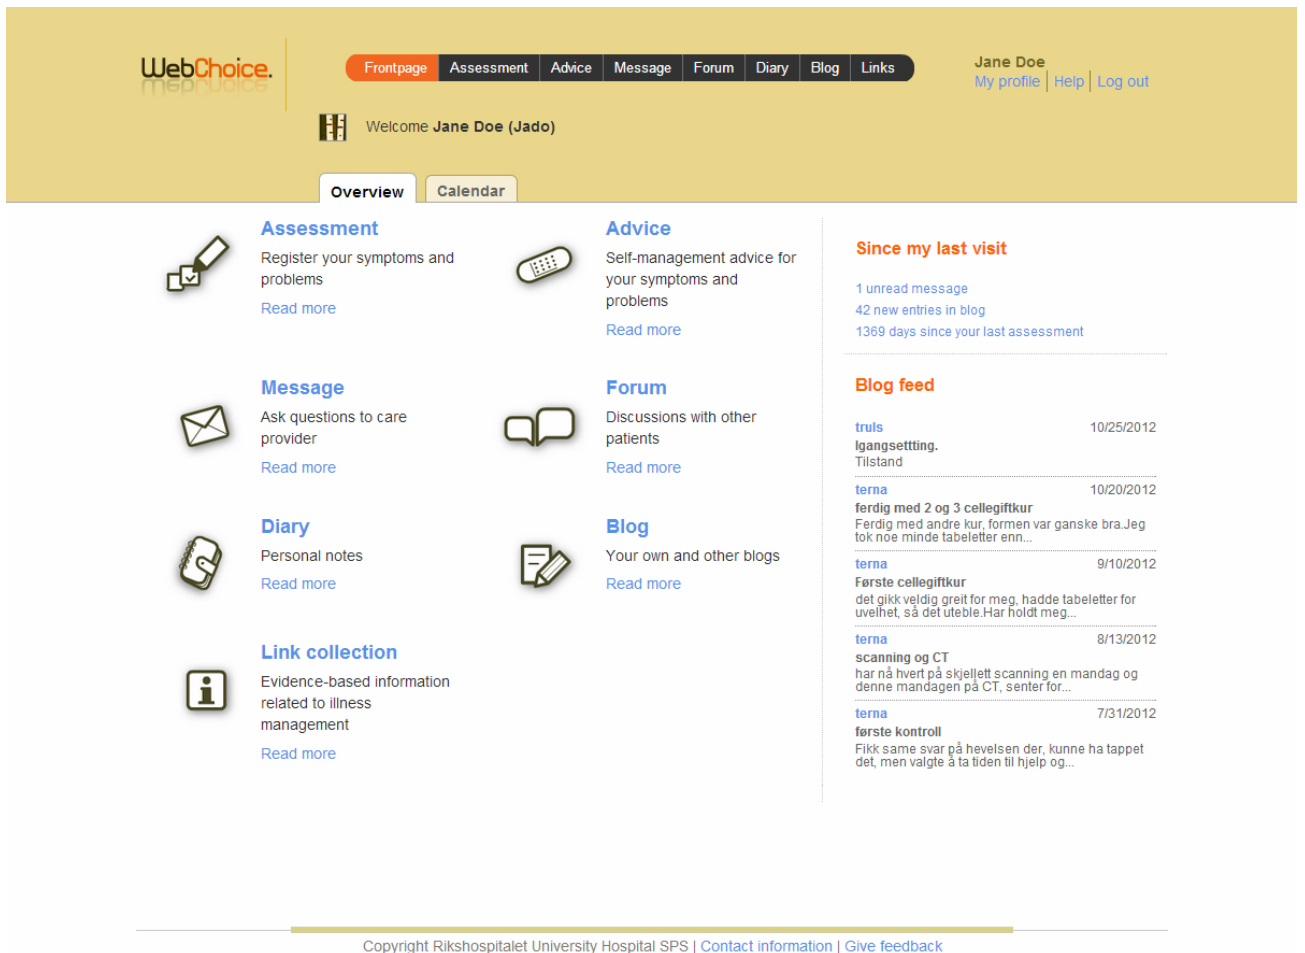 WebChoice.
Frontpage Assessment Advice Message Forum Diary Blog Links
Jane Doe
My profile | Help | Log out
Welcome Jane Doe (Jado)
Overview
Calendar
Assessment
Register your symptoms and
problems
Read more
Advice
Self-management advice for
your symptoms and
problems
Read more
Message
Ask questions to care
provider
Read more
Forum
Discussions with other
patients
Read more
Diary
Personal notes
Read more
Blog
Your own and other blogs
Read more
Link collection
Evidence-based information
related to illness
management
Read more
Since my last visit
1 unread message
42 new entries in blog
1369 days since your last assessment
Blog feed
truls 10/25/2012
Igangsettting.
Tilstand
terna 10/20/2012
ferdig med 2 og 3 cellegiftkur
Ferdig med andre kur, formen var ganske bra.Jeg
tok noe minde tabeletter enn...
terna 9/10/2012
Første cellegiftkur
det gikk veldig greit for meg, hadde tabeletter for
uvelhet, så det uteble.Har holdt meg...
terna 8/13/2012
scanning og CT
har nå hvert på skjellett scanning en mandag og
denne mandagen på CT, senter for...
terna 7/31/2012
første kontroll
Fikk same svar på hevelsen der, kunne ha tappet
det, men valgte å ta tiden til hjelp og...
Copyright Rikshospitalet University Hospital SPS | Contact information | Give feedback